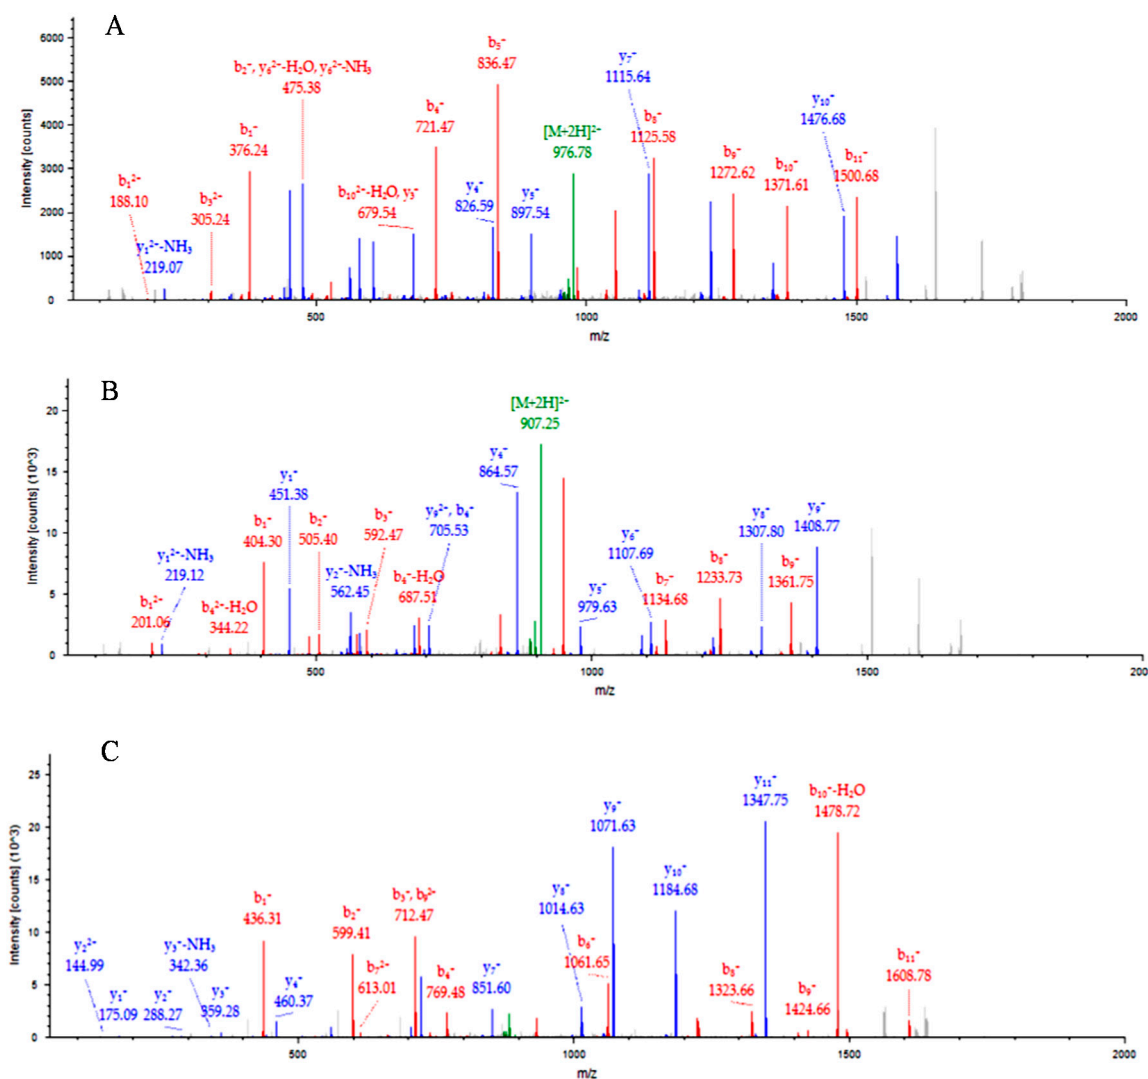 A
Intensity [counts]
6000
5000
4000
3000
2000
1000
0
b₁²⁻
188.10
y₁²⁻-NH₃
219.07
b₃²⁻
305.24
b₁⁻
376.24
b₂⁻, y₆²⁻-H₂O, y₆²⁻-NH₃
475.38
b₁₀²⁻-H₂O, y₃⁻
679.54
b₄⁻
721.47
y₄⁻
826.59
b₅⁻
836.47
y₅⁻
897.54
[M+2H]²⁻
976.78
y₇⁻
1115.64
b₈⁻
1125.58
b₉⁻
1272.62
b₁₀⁻
1371.61
y₁₀⁻
1476.68
b₁₁⁻
1500.68
500
1000
1500
2000
m/z
B
Intensity [counts] (10^3)
20
15
10
5
0
b₁²⁻
201.06
y₁²⁻-NH₃
219.12
b₄²⁻-H₂O
344.22
b₁⁻
404.30
y₁⁻
451.38
b₂⁻
505.40
y₂⁻-NH₃
562.45
b₃⁻
592.47
b₄⁻-H₂O
687.51
y₉²⁻, b₄⁻
705.53
y₄⁻
864.57
[M+2H]²⁻
907.25
y₅⁻
979.63
y₆⁻
1107.69
b₇⁻
1134.68
b₈⁻
1233.73
y₈⁻
1307.80
b₉⁻
1361.75
y₉⁻
1408.77
500
1000
1500
2000
m/z
C
Intensity [counts] (10^3)
25
20
15
10
5
0
y₂²⁻
144.99
y₁⁻
175.09
y₂⁻
288.27
y₃⁻-NH₃
342.36
y₃⁻
359.28
b₁⁻
436.31
y₄⁻
460.37
b₂⁻
599.41
b₇²⁻
613.01
b₃⁻, b₉²⁻
712.47
b₄⁻
769.48
y₇⁻
851.60
y₈⁻
1014.63
b₆⁻
1061.65
y₉⁻
1071.63
y₁₀⁻
1184.68
b₈⁻
1323.66
y₁₁⁻
1347.75
b₉⁻
1424.66
b₁₀⁻-H₂O
1478.72
b₁₁⁻
1608.78
500
1000
1500
2000
m/z